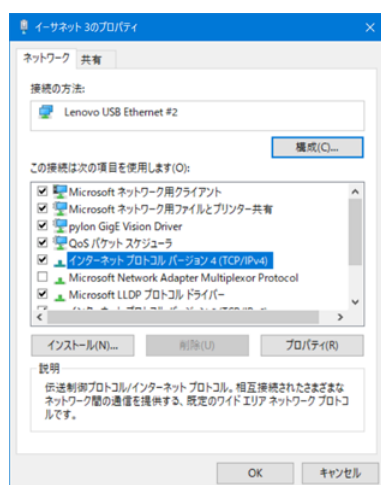 イーサネット 3のプロパティ
ネットワーク 共有
接続の方法:
Lenovo USB Ethernet #2
構成(C)...
この接続は次の項目を使用します(O):
Microsoft ネットワーク用クライアント
Microsoft ネットワーク用ファイルとプリンター共有
pylon GigE Vision Driver
QoS パケット スケジューラ
インターネット プロトコル バージョン 4 (TCP/IPv4)
Microsoft Network Adapter Multiplexor Protocol
Microsoft LLDP プロトコル ドライバー
インストール(N)... 削除(U) プロパティ(R)
説明
伝送制御プロトコル/インターネット プロトコル。相互接続されたさまざまな
ネットワーク間の通信を提供する、既定のワイド エリア ネットワーク プロトコ
ルです。
OK キャンセル